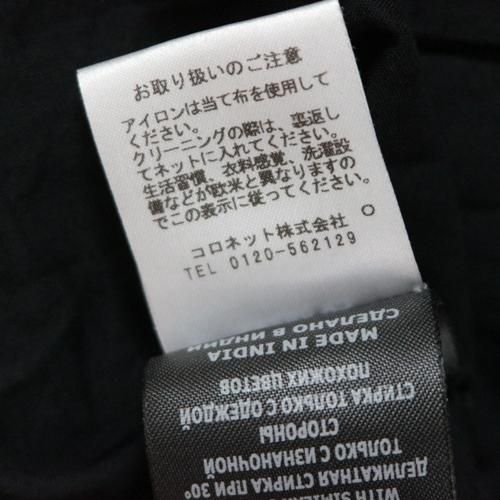 お取り扱いのご注意
アイロンは当て布を使用して
ください。
クリーニングの際は、裏返し
てネットに入れてください。
生活習慣、衣料感覚、洗濯設
備などが欧米と異なりますの
でこの表示に従ってください。
コロネット株式会社
TEL 0120-562129
DЕЛИКАТНАЯ СТИРКА ПРИ 30°
ТОЛЬКО С ИЗНАНОЧНОЙ
СТОРОНЫ
СТИРКА ТОЛЬКО С ОДЕЖДОЙ
ПОХОЖИХ ЦВЕТОВ
MADE IN INDIA
СДЕЛАНО В ИНДИИ